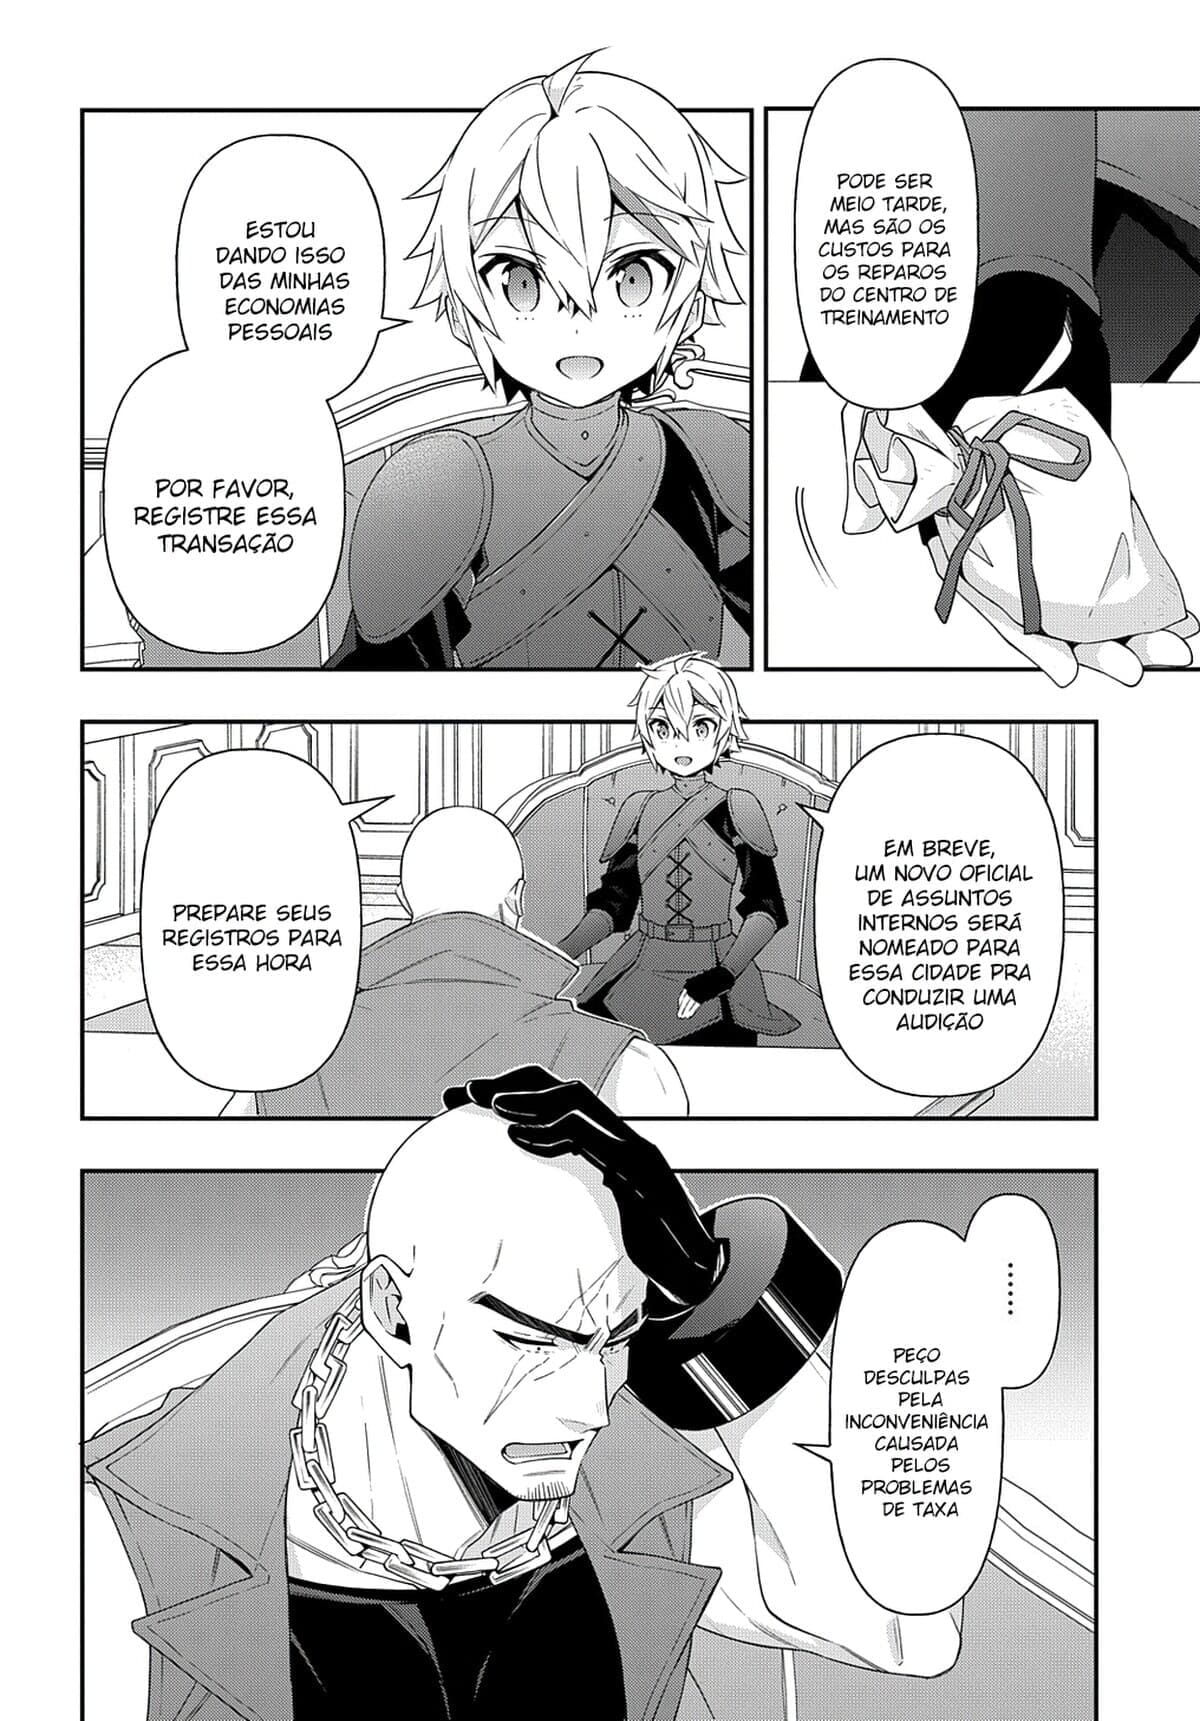 PODE SER
MEIO TARDE,
MAS SÃO OS
CUSTOS PARA
OS REPAROS
DO CENTRO DE
TREINAMENTO
ESTOU
DANDO ISSO
DAS MINHAS
ECONOMIAS
PESSOAIS
POR FAVOR,
REGISTRE ESSA
TRANSAÇÃO
EM BREVE,
UM NOVO OFICIAL
DE ASSUNTOS
INTERNOS SERÁ
NOMEADO PARA
ESSA CIDADE PRA
CONDUZIR UMA
AUDIÇÃO
PREPARE SEUS
REGISTROS PARA
ESSA HORA
......
PEÇO
DESCULPAS
PELA
INCONVENIÊNCIA
CAUSADA
PELOS
PROBLEMAS
DE TAXA